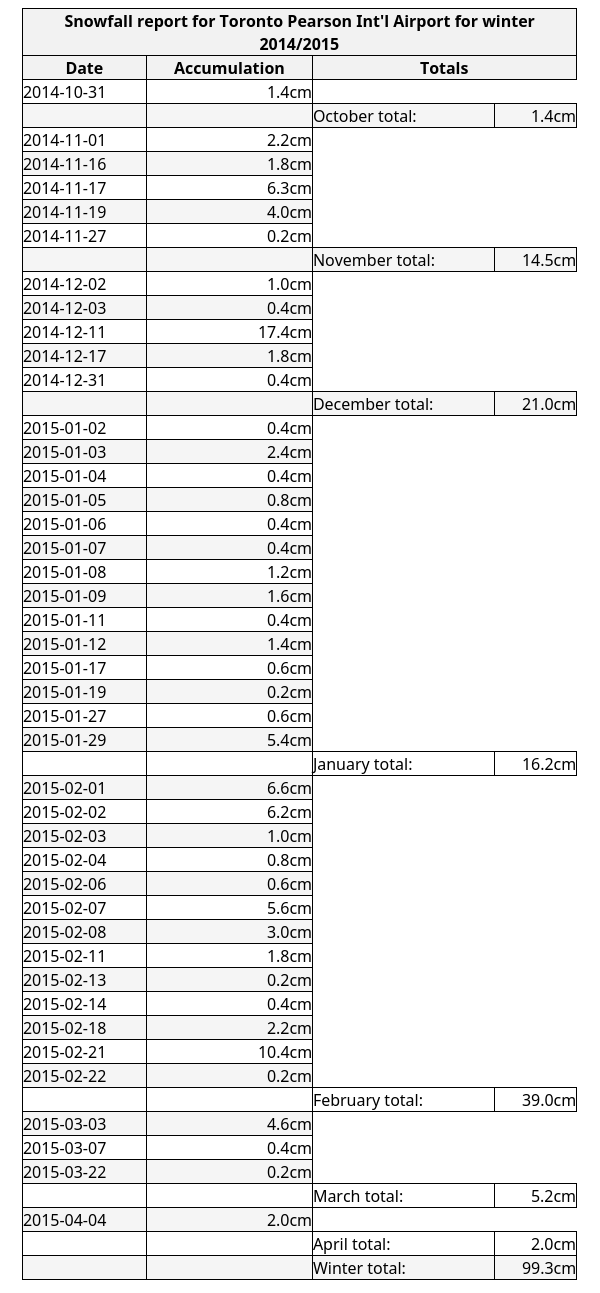 Snowfall report for Toronto Pearson Int'l Airport for winter
2014/2015
Date Accumulation Totals
2014-10-31 1.4cm
October total: 1.4cm
2014-11-01 2.2cm
2014-11-16 1.8cm
2014-11-17 6.3cm
2014-11-19 4.0cm
2014-11-27 0.2cm
November total: 14.5cm
2014-12-02 1.0cm
2014-12-03 0.4cm
2014-12-11 17.4cm
2014-12-17 1.8cm
2014-12-31 0.4cm
December total: 21.0cm
2015-01-02 0.4cm
2015-01-03 2.4cm
2015-01-04 0.4cm
2015-01-05 0.8cm
2015-01-06 0.4cm
2015-01-07 0.4cm
2015-01-08 1.2cm
2015-01-09 1.6cm
2015-01-11 0.4cm
2015-01-12 1.4cm
2015-01-17 0.6cm
2015-01-19 0.2cm
2015-01-27 0.6cm
2015-01-29 5.4cm
January total: 16.2cm
2015-02-01 6.6cm
2015-02-02 6.2cm
2015-02-03 1.0cm
2015-02-04 0.8cm
2015-02-06 0.6cm
2015-02-07 5.6cm
2015-02-08 3.0cm
2015-02-11 1.8cm
2015-02-13 0.2cm
2015-02-14 0.4cm
2015-02-18 2.2cm
2015-02-21 10.4cm
2015-02-22 0.2cm
February total: 39.0cm
2015-03-03 4.6cm
2015-03-07 0.4cm
2015-03-22 0.2cm
March total: 5.2cm
2015-04-04 2.0cm
April total: 2.0cm
Winter total: 99.3cm